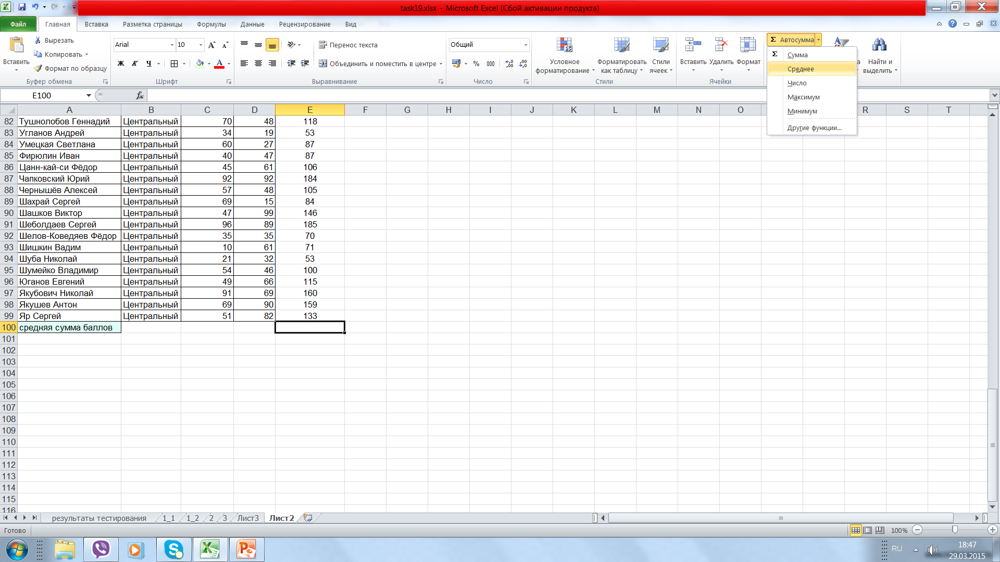 task19.xlsx - Microsoft Excel (Сбой активации продукта)
Файл Главная Вставка Разметка страницы Формулы Данные Рецензирование Вид
Вставить
Вырезать
Копировать
Формат по образцу
Буфер обмена
Arial 10
Ж К Ч
Шрифт
Перенос текста
Объединить и поместить в центре
Выравнивание
Общий
% 000
Число
Условное форматирование
Форматировать как таблицу
Стили ячеек
Стили
Вставить Удалить Формат
Ячейки
Σ Автосумма
Найти и выделить
Σ Сумма
Среднее
Число
Максимум
Минимум
Другие функции...
E100 fx
A B C D E F G H I J K L M N O R S T
82 Тушнолобов Геннадий Центральный 70 48 118
83 Угланов Андрей Центральный 34 19 53
84 Умецкая Светлана Центральный 60 27 87
85 Фирюлин Иван Центральный 40 47 87
86 Цанн-кай-си Фёдор Центральный 45 61 106
87 Чапковский Юрий Центральный 92 92 184
88 Чернышёв Алексей Центральный 57 48 105
89 Шахрай Сергей Центральный 69 15 84
90 Шашков Виктор Центральный 47 99 146
91 Шеболдаев Сергей Центральный 96 89 185
92 Шелов-Коведяев Фёдор Центральный 35 35 70
93 Шишкин Вадим Центральный 10 61 71
94 Шуба Николай Центральный 21 32 53
95 Шумейко Владимир Центральный 54 46 100
96 Юганов Евгений Центральный 49 66 115
97 Якубович Николай Центральный 91 69 160
98 Якушев Антон Центральный 69 90 159
99 Яр Сергей Центральный 51 82 133
100 средняя сумма баллов
101
102
103
104
105
106
107
108
109
110
111
112
113
114
115
116
результаты тестирования 1_1 1_2 2 3 Лист3 Лист2
Готово 100%
RU 18:47
29.03.2015